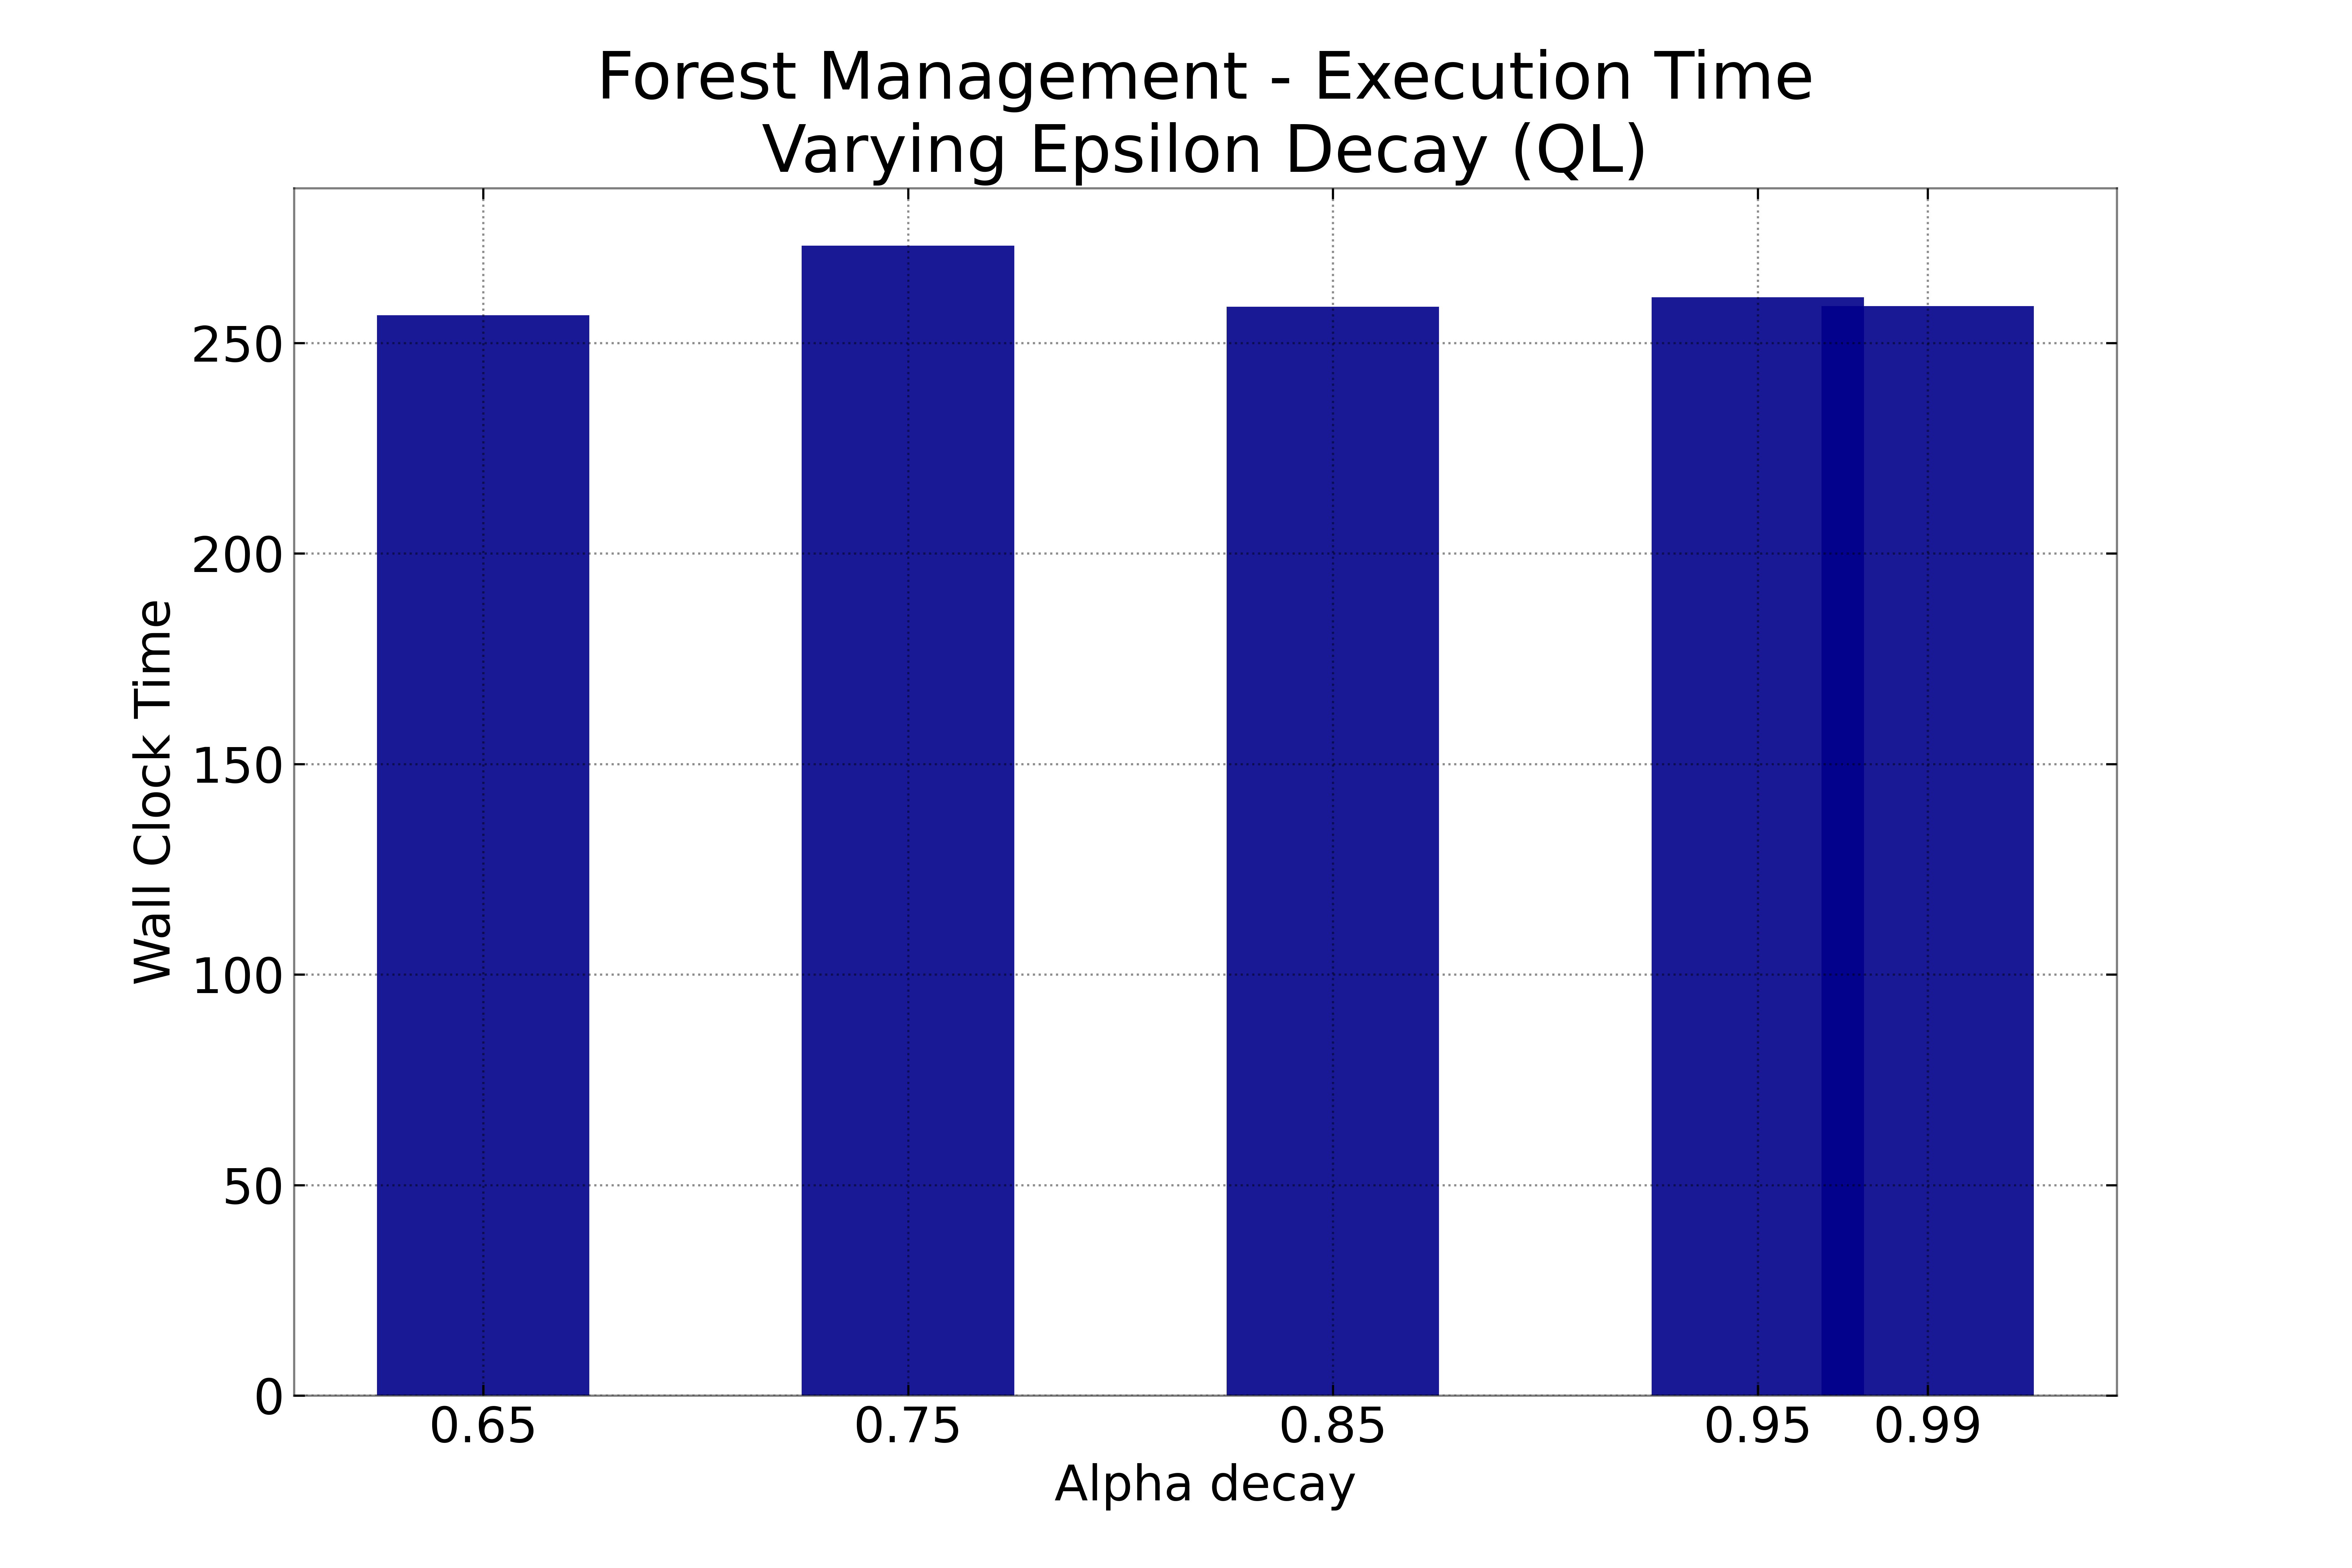 Forest Management - Execution Time
Varying Epsilon Decay (QL)
Wall Clock Time
250
200
150
100
50
0
0.65 0.75 0.85 0.95 0.99
Alpha decay